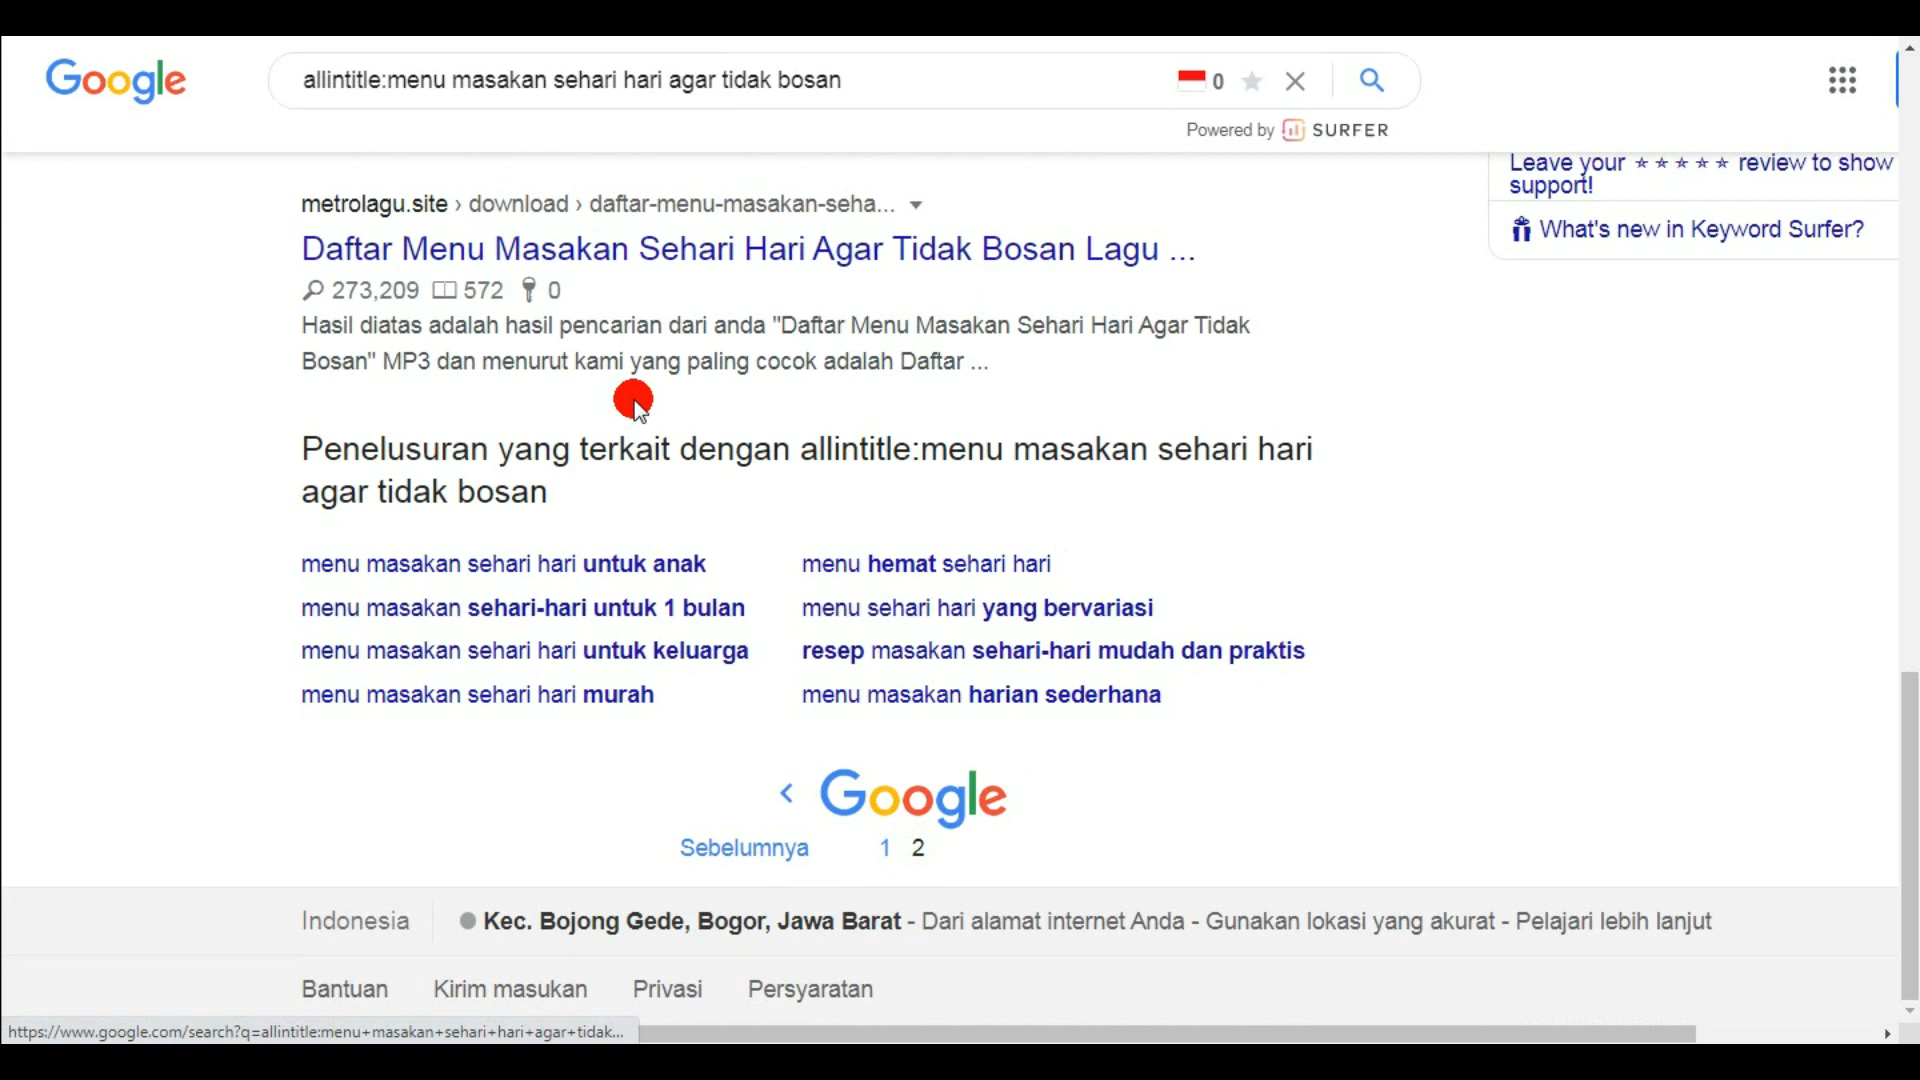 Google
allintitle:menu masakan sehari hari agar tidak bosan
0
Powered by SURFER
Leave your ★★★★★ review to show
support!
What's new in Keyword Surfer?
metrolagu.site › download › daftar-menu-masakan-seha...
Daftar Menu Masakan Sehari Hari Agar Tidak Bosan Lagu ...
273,209 572 0
Hasil diatas adalah hasil pencarian dari anda "Daftar Menu Masakan Sehari Hari Agar Tidak
Bosan" MP3 dan menurut kami yang paling cocok adalah Daftar ...
Penelusuran yang terkait dengan allintitle:menu masakan sehari hari
agar tidak bosan
menu masakan sehari hari untuk anak
menu masakan sehari-hari untuk 1 bulan
menu masakan sehari hari untuk keluarga
menu masakan sehari hari murah
menu hemat sehari hari
menu sehari hari yang bervariasi
resep masakan sehari-hari mudah dan praktis
menu masakan harian sederhana
< Google
Sebelumnya 1 2
Indonesia
Kec. Bojong Gede, Bogor, Jawa Barat - Dari alamat internet Anda - Gunakan lokasi yang akurat - Pelajari lebih lanjut
Bantuan Kirim masukan Privasi Persyaratan
https://www.google.com/search?q=allintitle:menu+masakan+sehari+hari+agar+tidak...